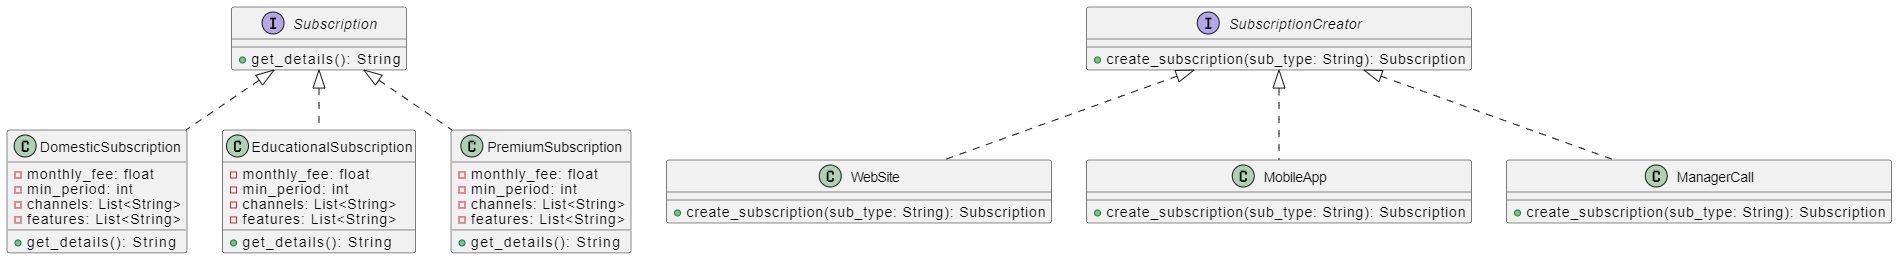 I Subscription
get_details(): String
C DomesticSubscription
monthly_fee: float
min_period: int
channels: List<String>
features: List<String>
get_details(): String
C EducationalSubscription
monthly_fee: float
min_period: int
channels: List<String>
features: List<String>
get_details(): String
C PremiumSubscription
monthly_fee: float
min_period: int
channels: List<String>
features: List<String>
get_details(): String
I SubscriptionCreator
create_subscription(sub_type: String): Subscription
C WebSite
create_subscription(sub_type: String): Subscription
C MobileApp
create_subscription(sub_type: String): Subscription
C ManagerCall
create_subscription(sub_type: String): Subscription